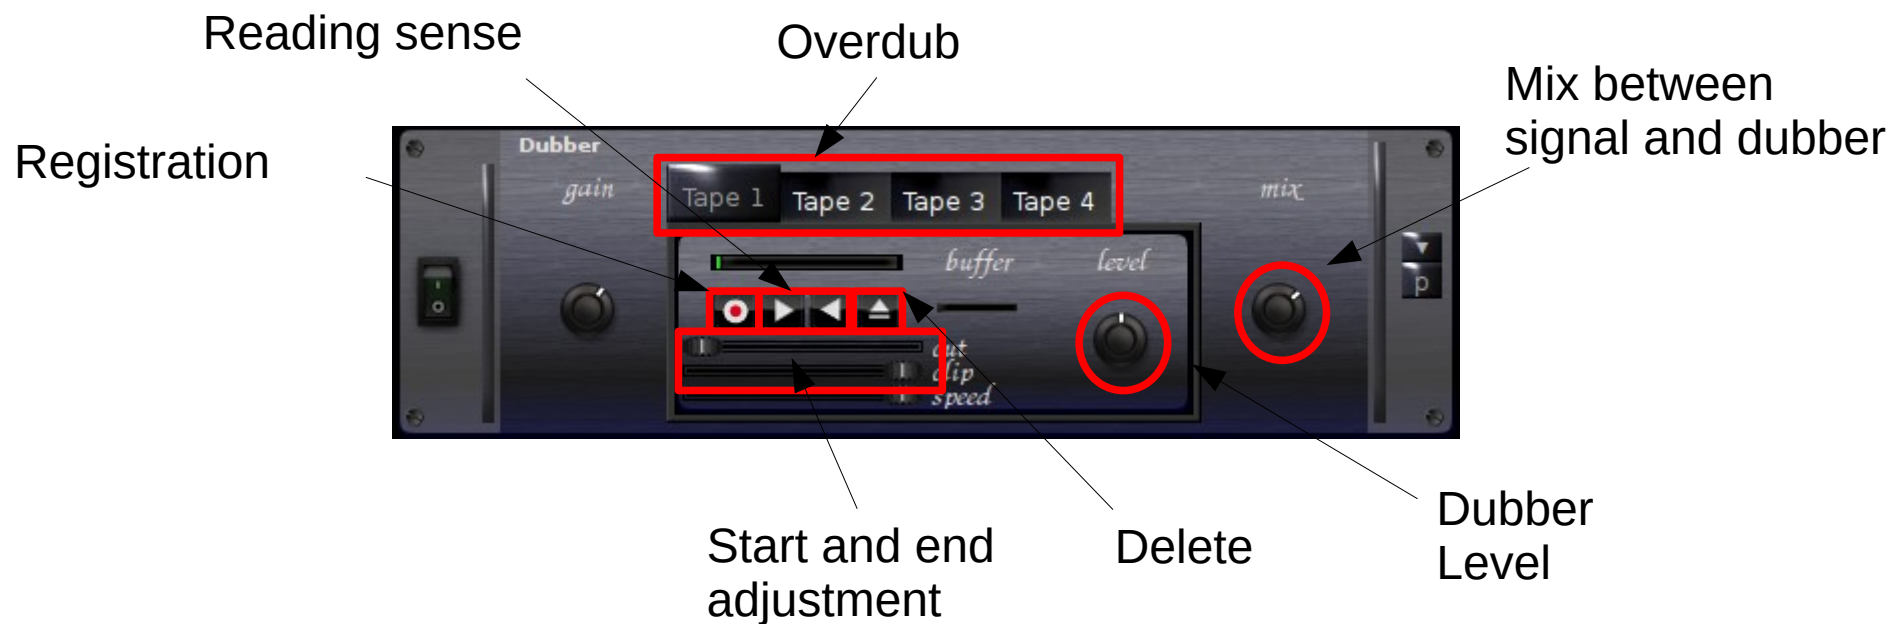 Reading sense
Overdub
Mix between
signal and dubber
Registration
Dubber
gain
Tape 1
Tape 2
Tape 3
Tape 4
mix
buffer
level
p
cut
clip
speed
Start and end
adjustment
Delete
Dubber
Level